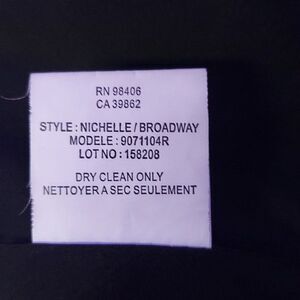 RN 98406
CA 39862
STYLE : NICHELLE / BROADWAY
MODELE : 9071104R
LOT NO : 158208
DRY CLEAN ONLY
NETTOYER A SEC SEULEMENT